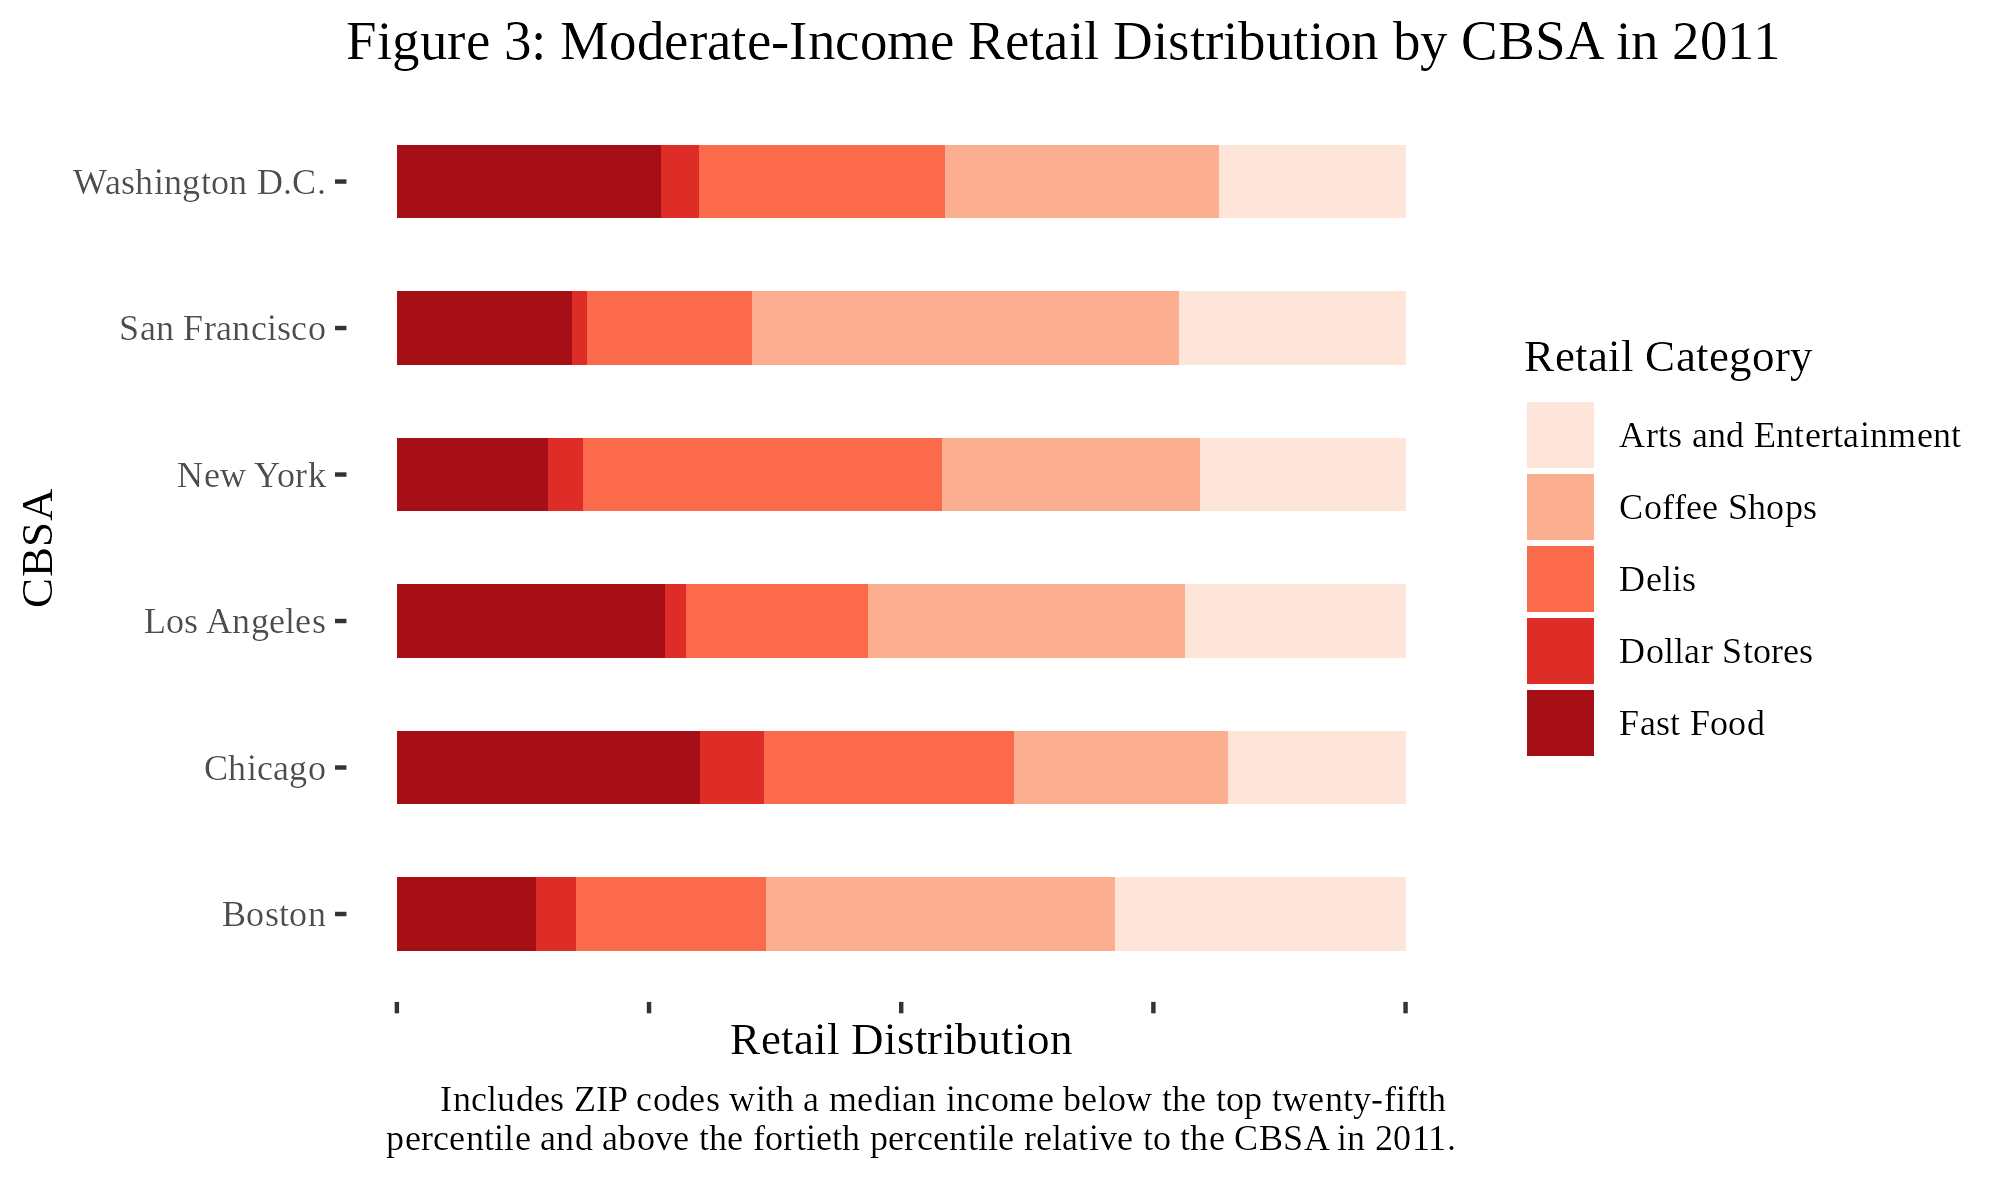 Figure 3: Moderate-Income Retail Distribution by CBSA in 2011
Washington D.C.
San Francisco
New York
Los Angeles
Chicago
Boston
CBSA
Retail Distribution
Includes ZIP codes with a median income below the top twenty-fifth
percentile and above the fortieth percentile relative to the CBSA in 2011.
Retail Category
Arts and Entertainment
Coffee Shops
Delis
Dollar Stores
Fast Food